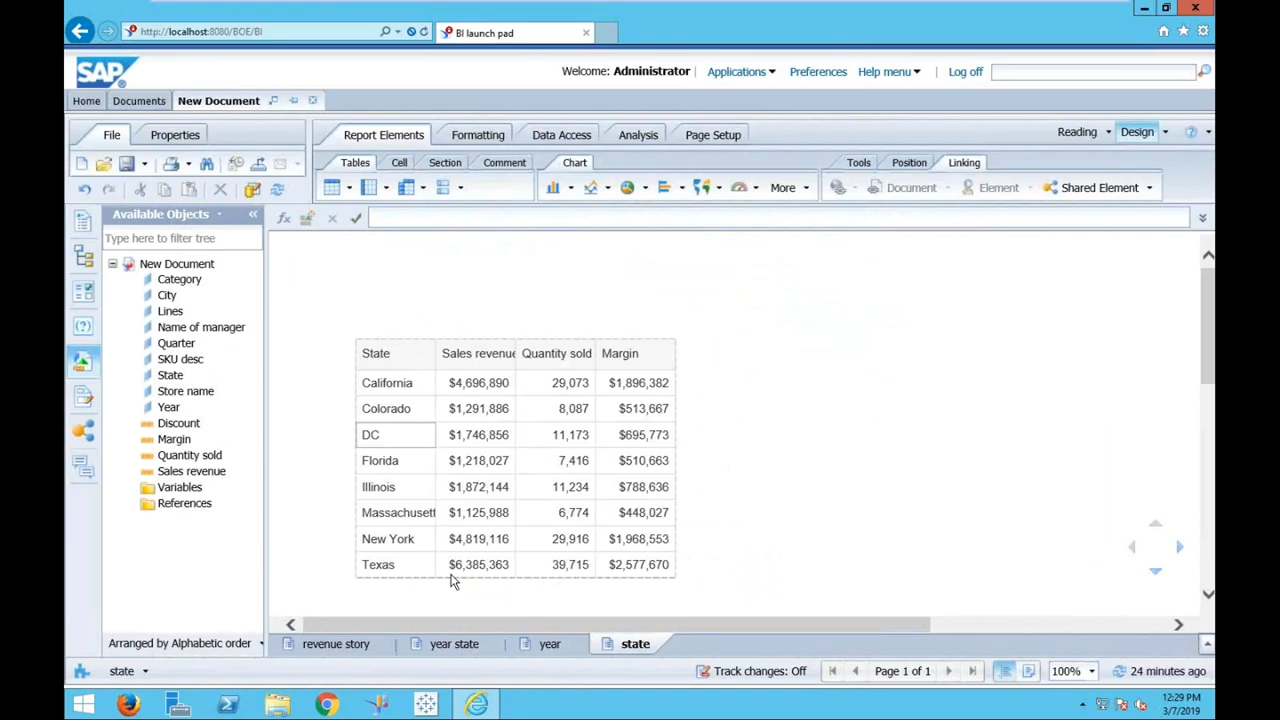 http://localhost:8080/BOE/BI
BI launch pad
SAP
Welcome: Administrator
Applications
Preferences
Help menu
Log off
Home
Documents
New Document
File
Properties
Report Elements
Formatting
Data Access
Analysis
Page Setup
Reading
Design
Tables
Cell
Section
Comment
Chart
Tools
Position
Linking
More
Document
Element
Shared Element
Available Objects
Type here to filter tree
New Document
Category
City
Lines
Name of manager
Quarter
SKU desc
State
Store name
Year
Discount
Margin
Quantity sold
Sales revenue
Variables
References
State Sales revenue Quantity sold Margin
California $4,696,890 29,073 $1,896,382
Colorado $1,291,886 8,087 $513,667
DC $1,746,856 11,173 $695,773
Florida $1,218,027 7,416 $510,663
Illinois $1,872,144 11,234 $788,636
Massachusett $1,125,988 6,774 $448,027
New York $4,819,116 29,916 $1,968,553
Texas $6,385,363 39,715 $2,577,670
Arranged by Alphabetic order
revenue story
year state
year
state
state
Track changes: Off
Page 1 of 1
100%
24 minutes ago
12:29 PM
3/7/2019